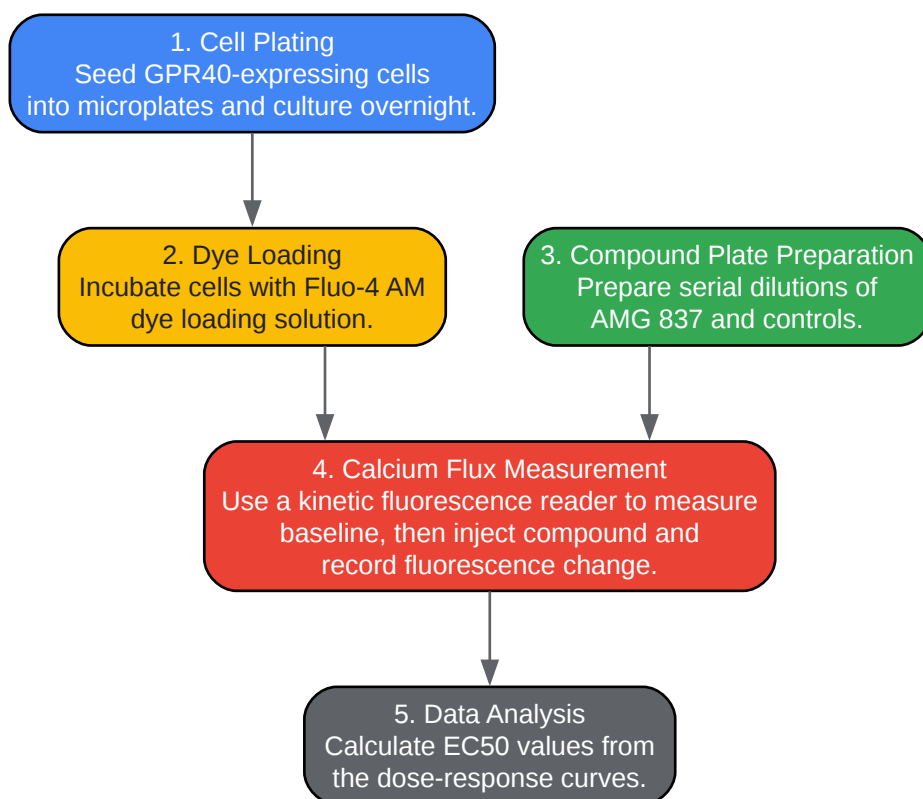 1. Cell Plating
Seed GPR40-expressing cells
into microplates and culture overnight.
2. Dye Loading
Incubate cells with Fluo-4 AM
dye loading solution.
3. Compound Plate Preparation
Prepare serial dilutions of
AMG 837 and controls.
4. Calcium Flux Measurement
Use a kinetic fluorescence reader to measure
baseline, then inject compound and
record fluorescence change.
5. Data Analysis
Calculate EC50 values from
the dose-response curves.